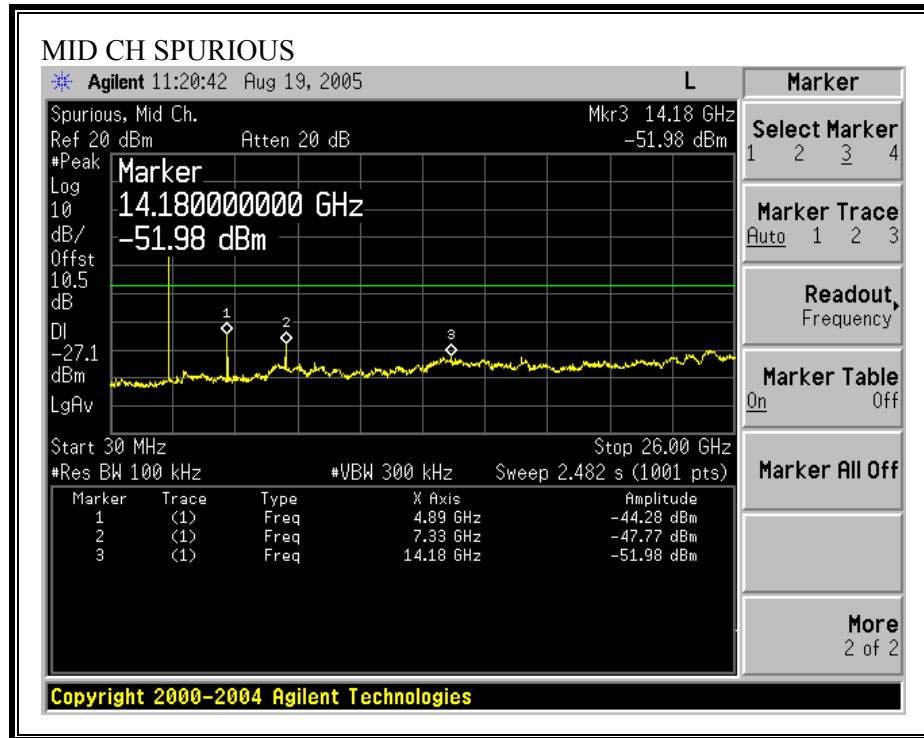 MID CH SPURIOUS
Agilent 11:20:42 Aug 19, 2005 L
Spurious, Mid Ch. Mkr3 14.18 GHz
Ref 20 dBm Atten 20 dB -51.98 dBm
#Peak
Log
10
dB/
Offst
10.5
dB
DI
-27.1
dBm
LgAv
Marker
14.180000000 GHz
-51.98 dBm
1
2
3
Start 30 MHz Stop 26.00 GHz
#Res BW 100 kHz #VBW 300 kHz Sweep 2.482 s (1001 pts)
Marker Trace Type X Axis Amplitude
1 (1) Freq 4.89 GHz -44.28 dBm
2 (1) Freq 7.33 GHz -47.77 dBm
3 (1) Freq 14.18 GHz -51.98 dBm
Marker
Select Marker
1 2 3 4
Marker Trace
Auto 1 2 3
Readout
Frequency
Marker Table
On Off
Marker All Off
More
2 of 2
Copyright 2000-2004 Agilent Technologies